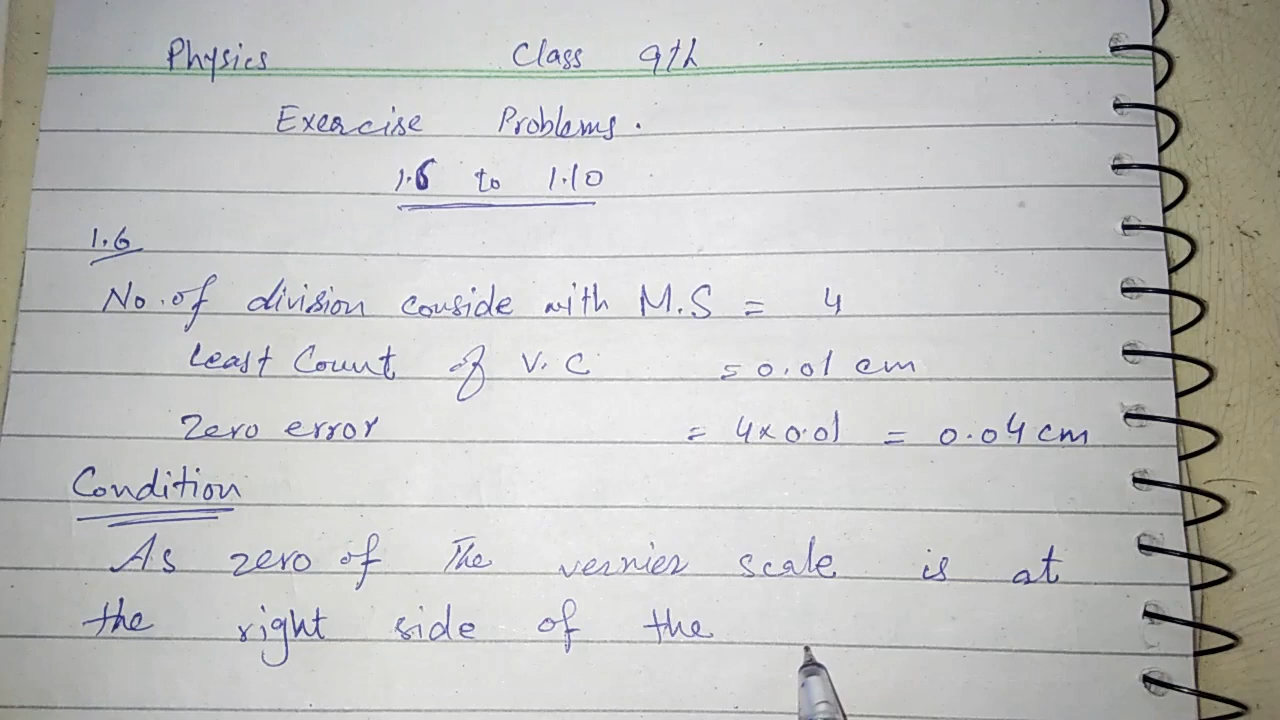 Physics Class 9th
Exercise Problems.
1.6 to 1.10
1.6
No. of division conside with M.S = 4
Least Count of V.C = 0.01 cm
Zero error = 4x0.01 = 0.04 cm
Condition
As zero of The vernier scale is at
the right side of the